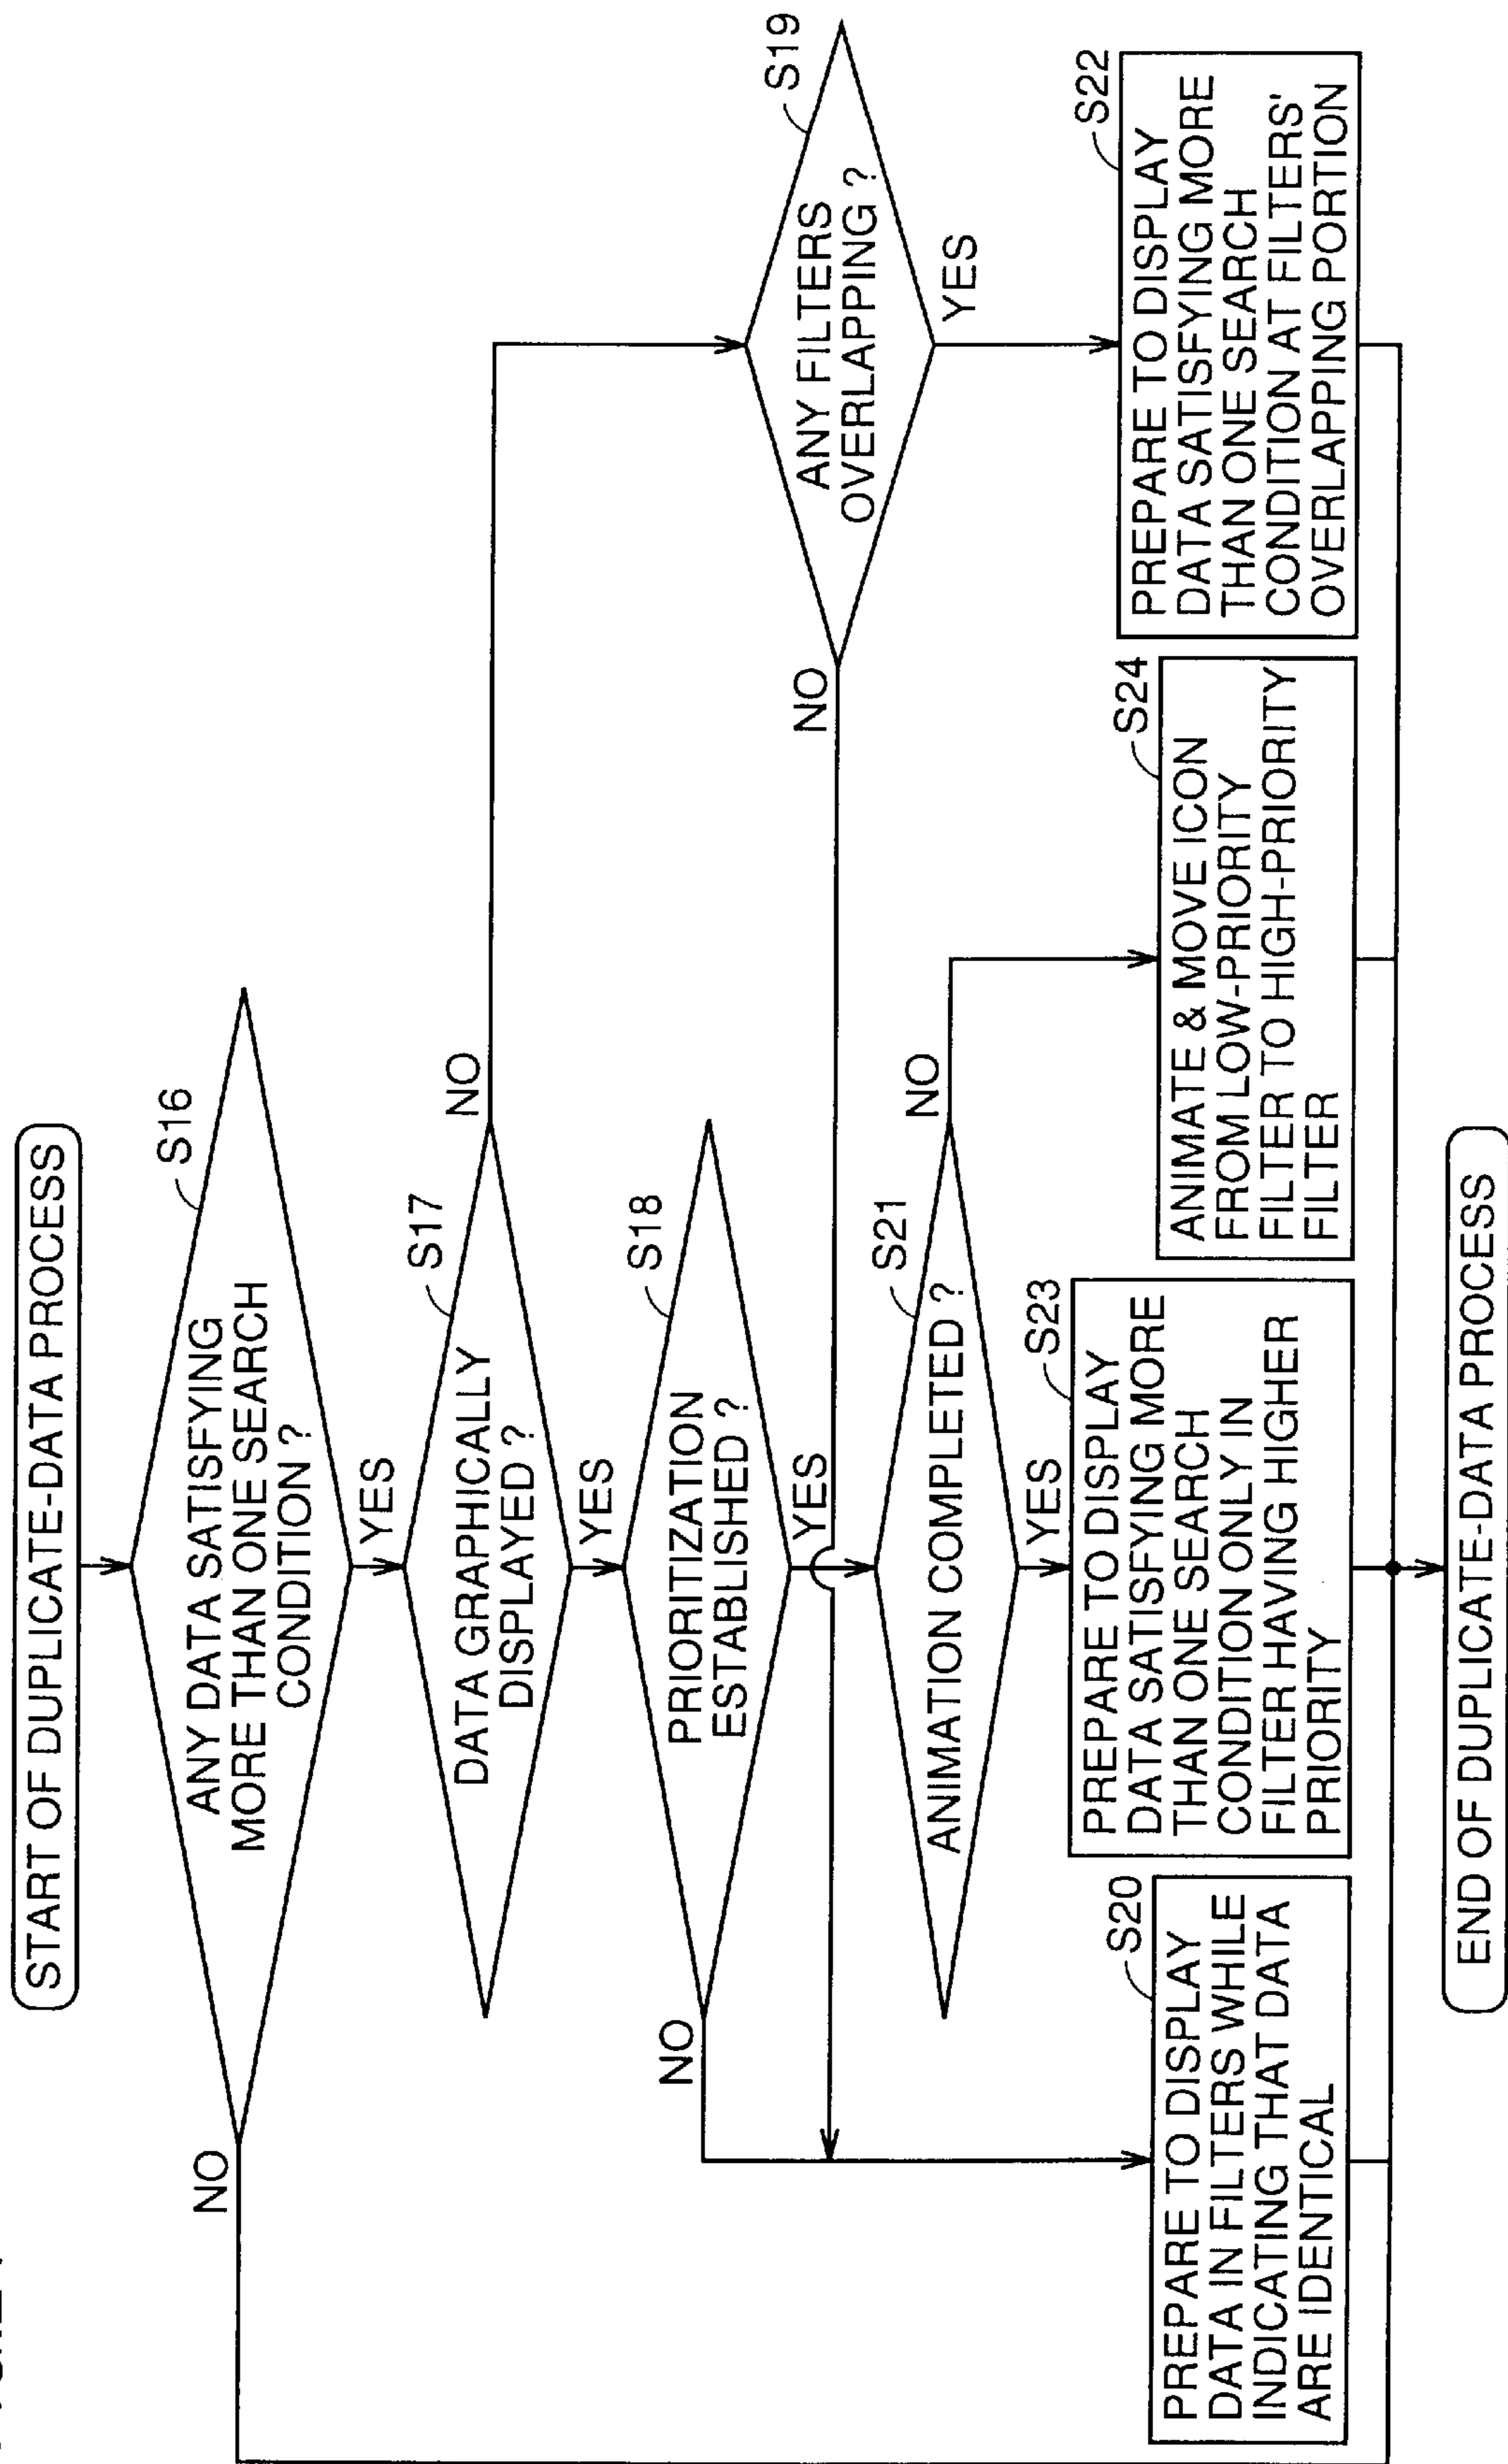 START OF DUPLICATE-DATA PROCESS
S16
ANY DATA SATISFYING
MORE THAN ONE SEARCH
CONDITION ?
NO
YES
S17
DATA GRAPHICALLY
DISPLAYED ?
NO
YES
S18
PRIORITIZATION
ESTABLISHED ?
NO
YES
S19
ANY FILTERS
OVERLAPPING ?
NO
YES
S21
ANIMATION COMPLETED ?
NO
YES
S20
PREPARE TO DISPLAY
DATA IN FILTERS WHILE
INDICATING THAT DATA
ARE IDENTICAL
S23
PREPARE TO DISPLAY
DATA SATISFYING MORE
THAN ONE SEARCH
CONDITION ONLY IN
FILTER HAVING HIGHER
PRIORITY
S24
ANIMATE & MOVE ICON
FROM LOW-PRIORITY
FILTER TO HIGH-PRIORITY
FILTER
S22
PREPARE TO DISPLAY
DATA SATISFYING MORE
THAN ONE SEARCH
CONDITION AT FILTERS'
OVERLAPPING PORTION
END OF DUPLICATE-DATA PROCESS